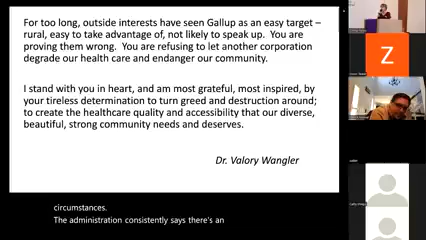 For too long, outside interests have seen Gallup as an easy target –
rural, easy to take advantage of, not likely to speak up. You are
proving them wrong. You are refusing to let another corporation
degrade our health care and endanger our community.
I stand with you in heart, and am most grateful, most inspired, by
your tireless determination to turn greed and destruction around;
to create the healthcare quality and accessibility that our diverse,
beautiful, strong community needs and deserves.
Dr. Valory Wangler
Z
circumstances.
The administration consistently says there's an